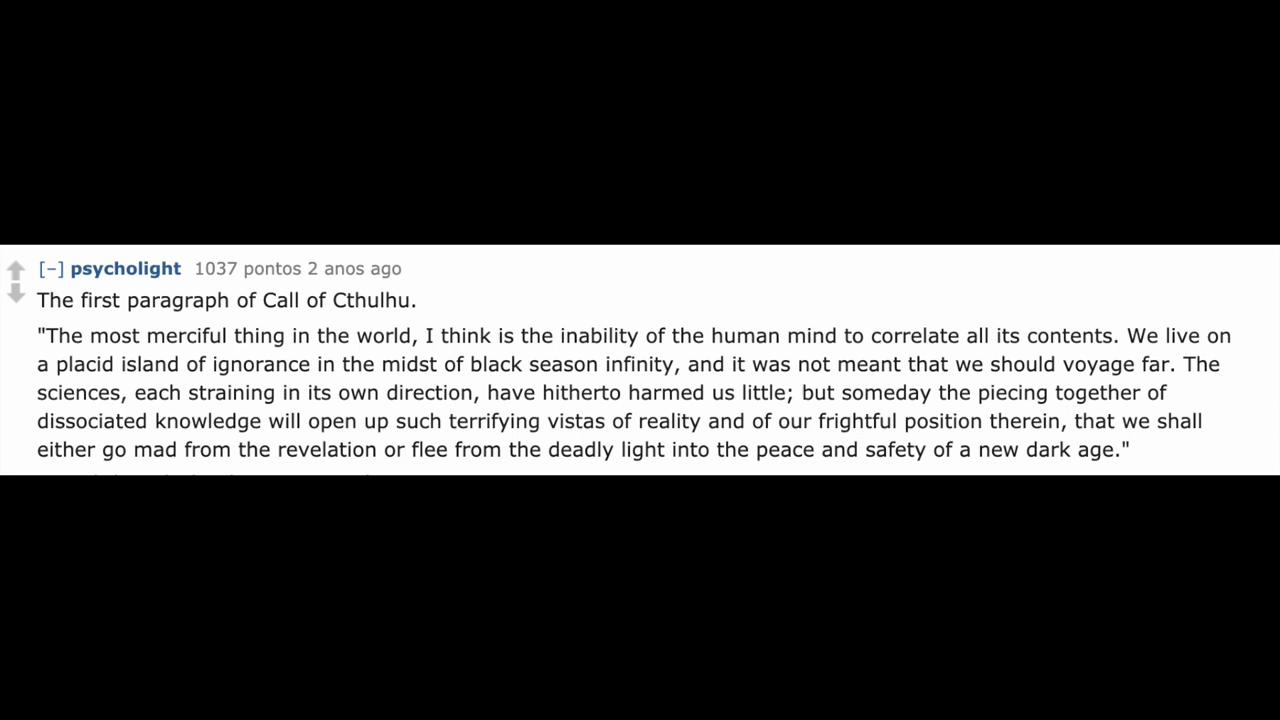 [–] psycholight 1037 pontos 2 anos ago
The first paragraph of Call of Cthulhu.
"The most merciful thing in the world, I think is the inability of the human mind to correlate all its contents. We live on
a placid island of ignorance in the midst of black season infinity, and it was not meant that we should voyage far. The
sciences, each straining in its own direction, have hitherto harmed us little; but someday the piecing together of
dissociated knowledge will open up such terrifying vistas of reality and of our frightful position therein, that we shall
either go mad from the revelation or flee from the deadly light into the peace and safety of a new dark age."